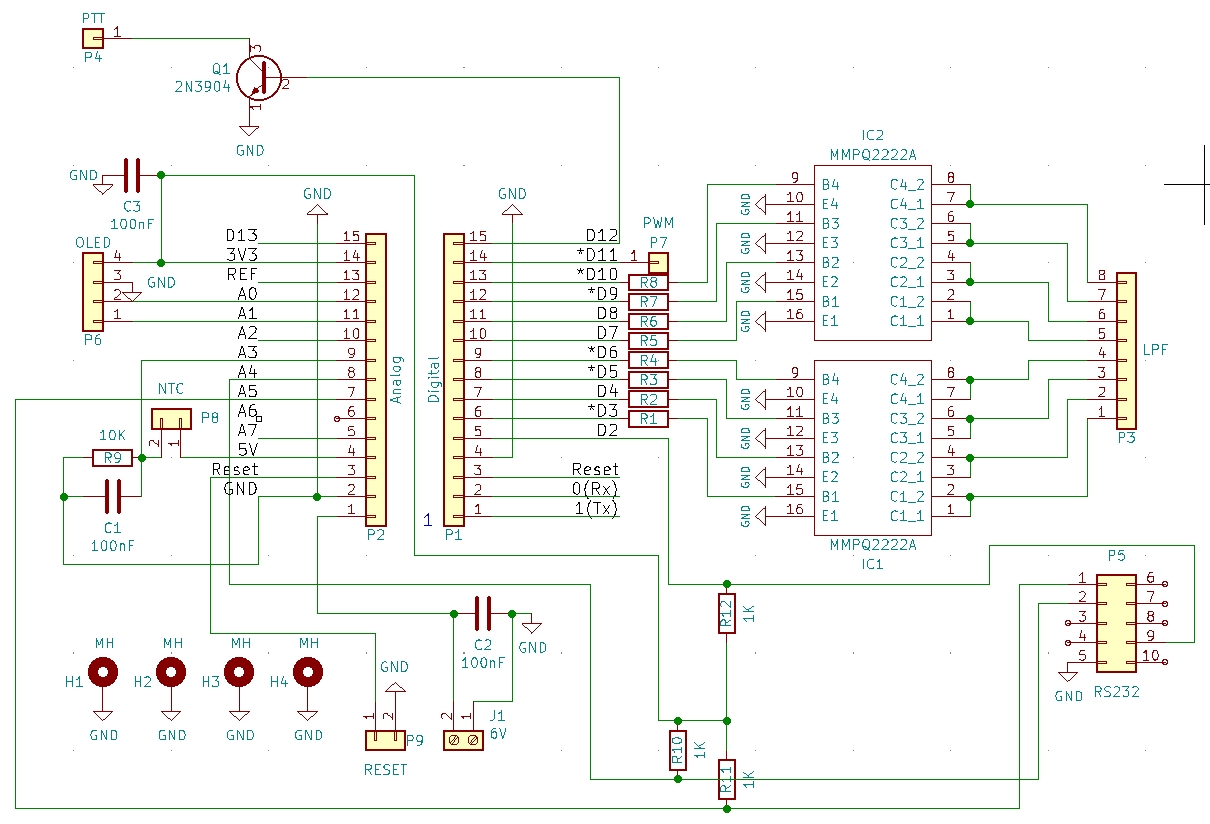 PTT
1
P4
3
Q1
2N3904
2
1
GND
IC2
MMPQ2222A
GND
C3
100nF
GND
GND
9 B4 C4_2 8
GND 10 E4 C4_1 7
11 B3 C3_2 6
GND 12 E3 C3_1 5
13 B2 C2_2 4
GND 14 E2 C2_1 3
15 B1 C1_2 2
GND 16 E1 C1_1 1
PWM
P7
1
OLED
4
3
2
1
P6
GND
D13 15
3V3 14
REF 13
A0 12
A1 11
A2 10
A3 9
A4 8
A5 7
A6 6
A7 5
5V 4
Reset 3
GND 2
1
Analog
P2
Digital
15 D12
14 *D11
13 *D10 R8
12 *D9 R7
11 D8 R6
10 D7 R5
9 *D6 R4
8 *D5 R3
7 D4 R2
6 *D3 R1
5 D2
4
3 Reset
2 0(Rx)
1 1(Tx)
1
P1
8
7
6
5
4
3
2
1
LPF
P3
9 B4 C4_2 8
GND 10 E4 C4_1 7
11 B3 C3_2 6
GND 12 E3 C3_1 5
13 B2 C2_2 4
GND 14 E2 C2_1 3
15 B1 C1_2 2
GND 16 E1 C1_1 1
MMPQ2222A
IC1
NTC
P8
2 1
10K
R9
C1
100nF
P5
1 6
2 7
3 8
4 9
5 10
GND
RS232
R12
1K
C2
100nF
GND
MH MH MH MH
H1 H2 H3 H4
GND GND GND GND
GND
1 2
P9
RESET
2 1
J1
6V
R10
1K
R11
1K